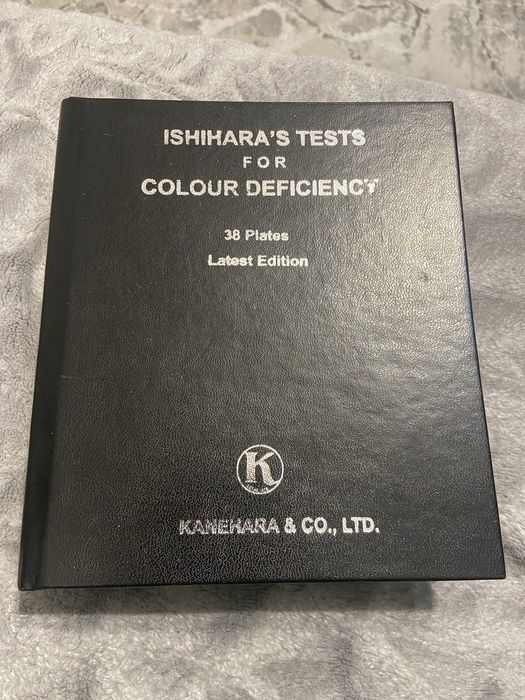 ISHIHARA'S TESTS
FOR
COLOUR DEFICIENCY
38 Plates
Latest Edition
K
KANEHARA & CO., LTD.